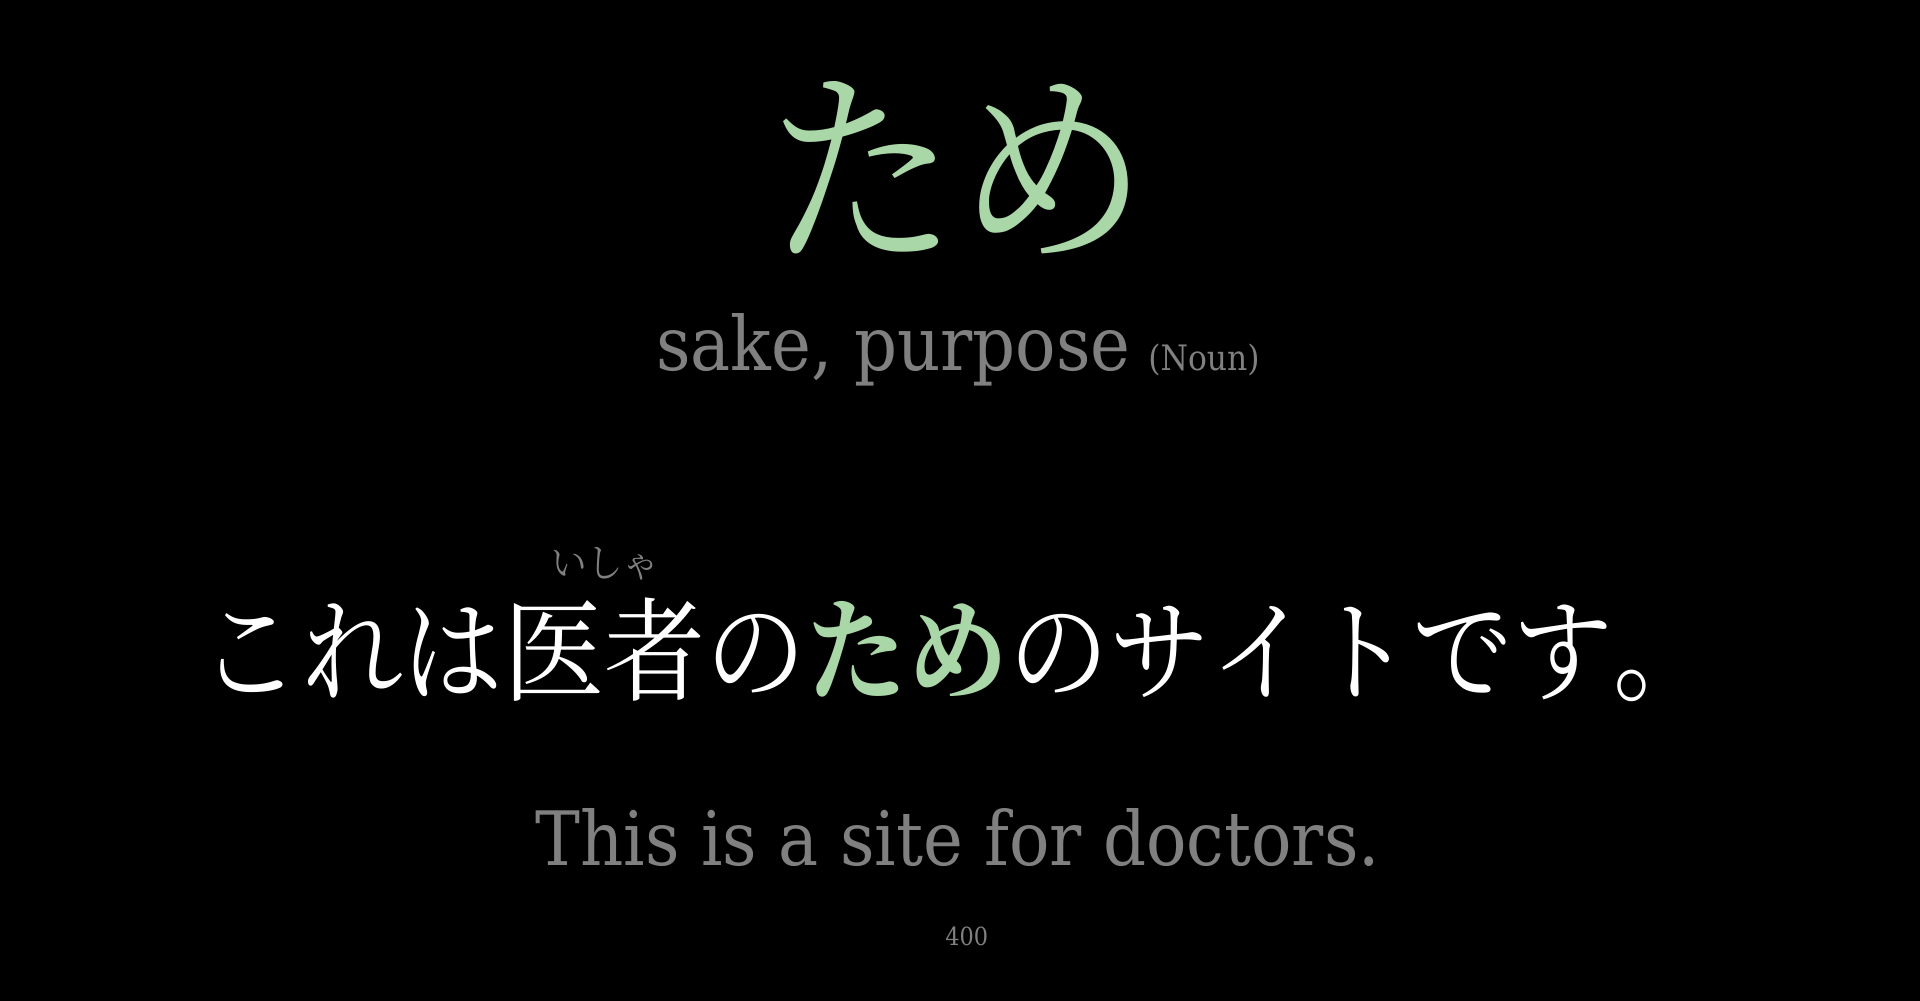 ため
sake, purpose (Noun)
いしゃ
これは医者のためのサイトです。
This is a site for doctors.
400